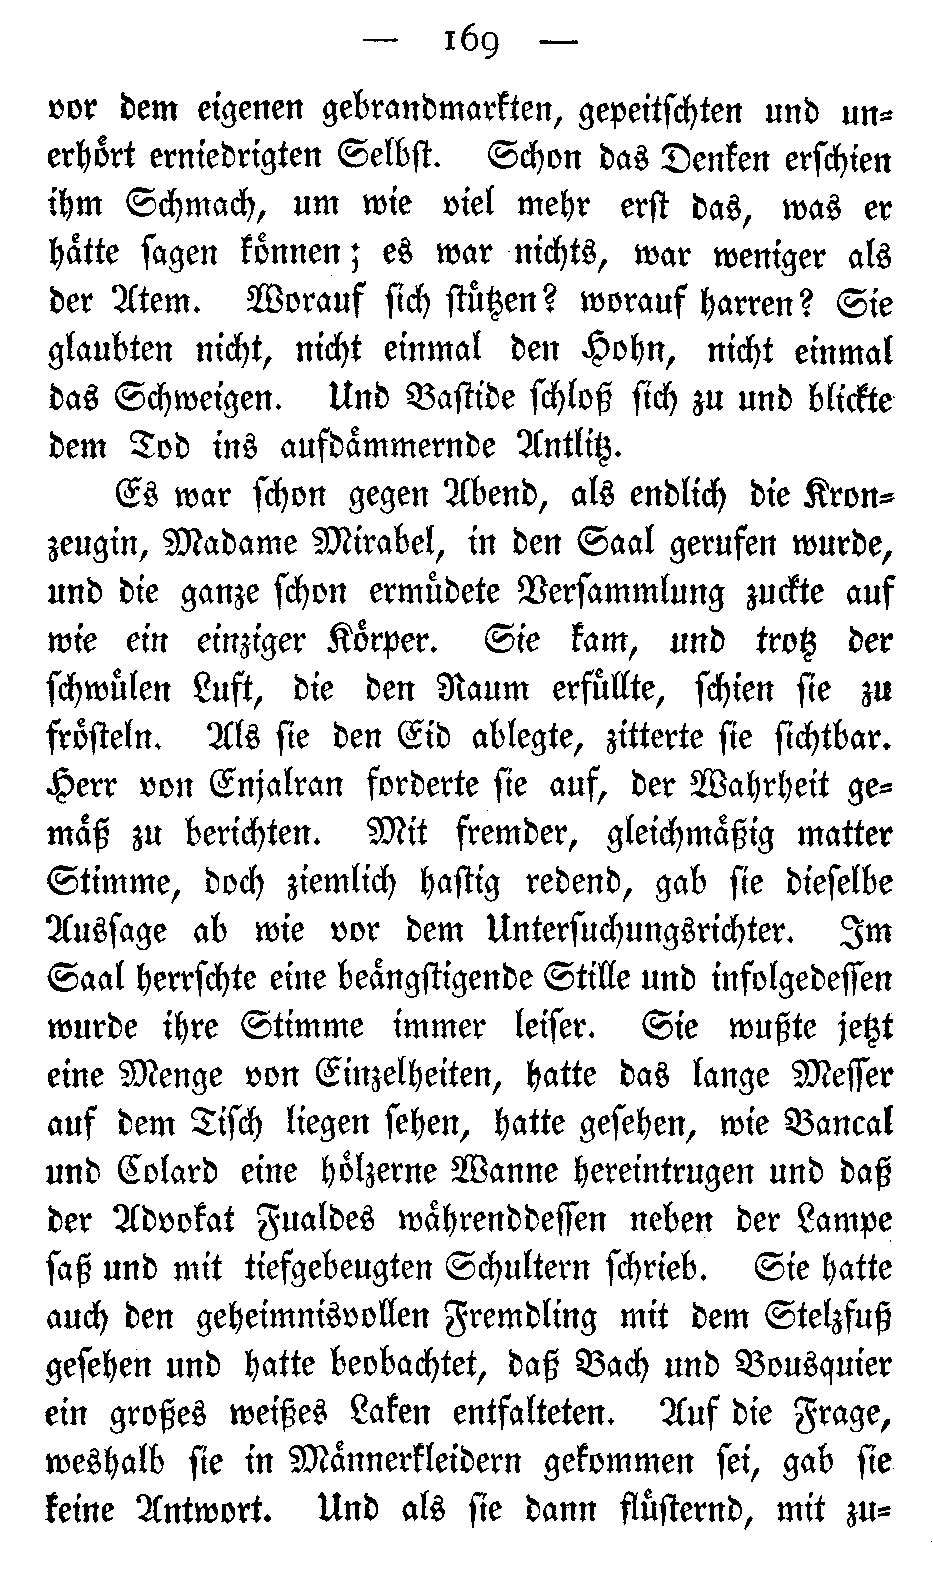 — 169 —
vor dem eigenen gebrandmarkten, gepeitschten und un-
erhört erniedrigten Selbst. Schon das Denken erschien
ihm Schmach, um wie viel mehr erst das, was er
hätte sagen können; es war nichts, war weniger als
der Atem. Worauf sich stützen? worauf harren? Sie
glaubten nicht, nicht einmal den Hohn, nicht einmal
das Schweigen. Und Bastide schloß sich zu und blickte
dem Tod ins aufdämmernde Antlitz.
Es war schon gegen Abend, als endlich die Kron-
zeugin, Madame Mirabel, in den Saal gerufen wurde,
und die ganze schon ermüdete Versammlung zuckte auf
wie ein einziger Körper. Sie kam, und trotz der
schwülen Luft, die den Raum erfüllte, schien sie zu
frösteln. Als sie den Eid ablegte, zitterte sie sichtbar.
Herr von Enjalran forderte sie auf, der Wahrheit ge-
mäß zu berichten. Mit fremder, gleichmäßig matter
Stimme, doch ziemlich hastig redend, gab sie dieselbe
Aussage ab wie vor dem Untersuchungsrichter. Im
Saal herrschte eine beängstigende Stille und infolgedessen
wurde ihre Stimme immer leiser. Sie wußte jetzt
eine Menge von Einzelheiten, hatte das lange Messer
auf dem Tisch liegen sehen, hatte gesehen, wie Bancal
und Colard eine hölzerne Wanne hereintrugen und daß
der Advokat Fualdes währenddessen neben der Lampe
saß und mit tiefgebeugten Schultern schrieb. Sie hatte
auch den geheimnisvollen Fremdling mit dem Stelzfuß
gesehen und hatte beobachtet, daß Bach und Bousquier
ein großes weißes Laken entfalteten. Auf die Frage,
weshalb sie in Männerkleidern gekommen sei, gab sie
keine Antwort. Und als sie dann flüsternd, mit zu-